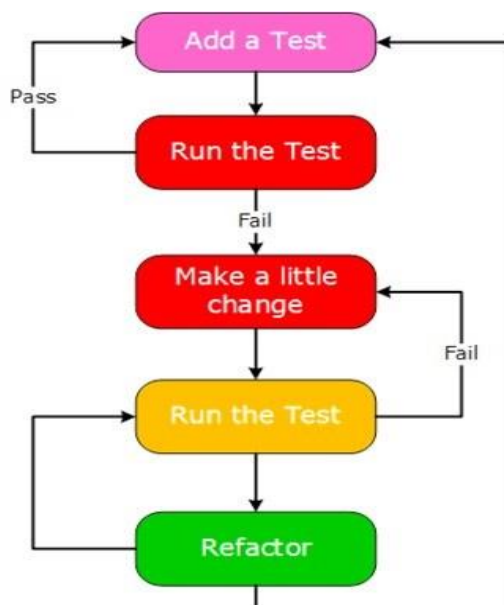 Add a Test
Pass
Run the Test
Fail
Make a little
change
Fail
Run the Test
Refactor